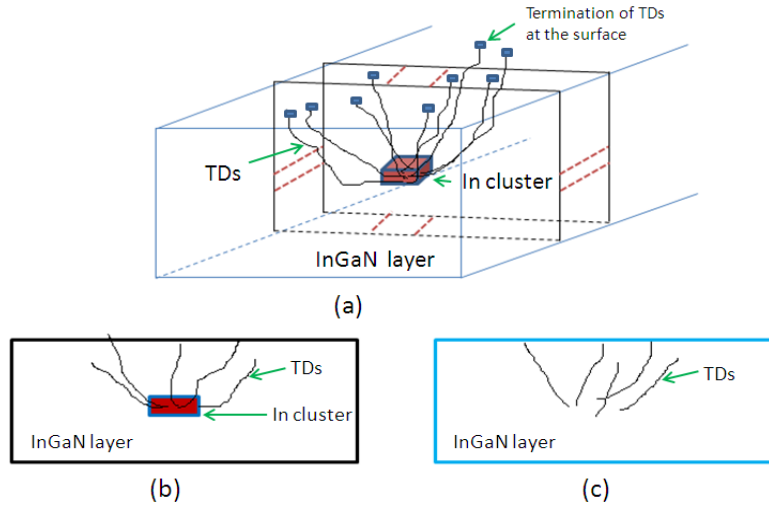 Termination of TDs
at the surface
TDs
In cluster
InGaN layer
(a)
TDs
In cluster
InGaN layer
(b)
TDs
InGaN layer
(c)